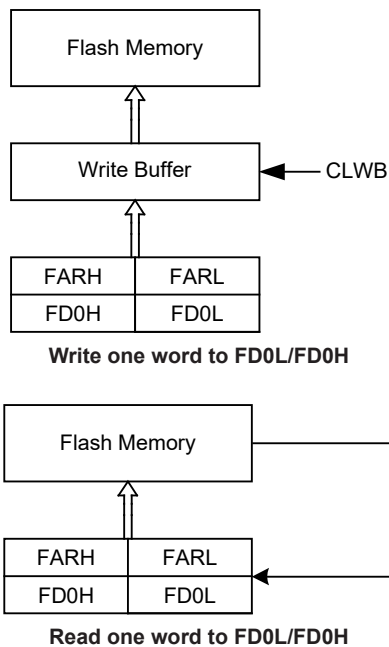 Flash Memory
Write Buffer
CLWB
FARH FARL
FD0H FD0L
Write one word to FD0L/FD0H
Flash Memory
FARH FARL
FD0H FD0L
Read one word to FD0L/FD0H